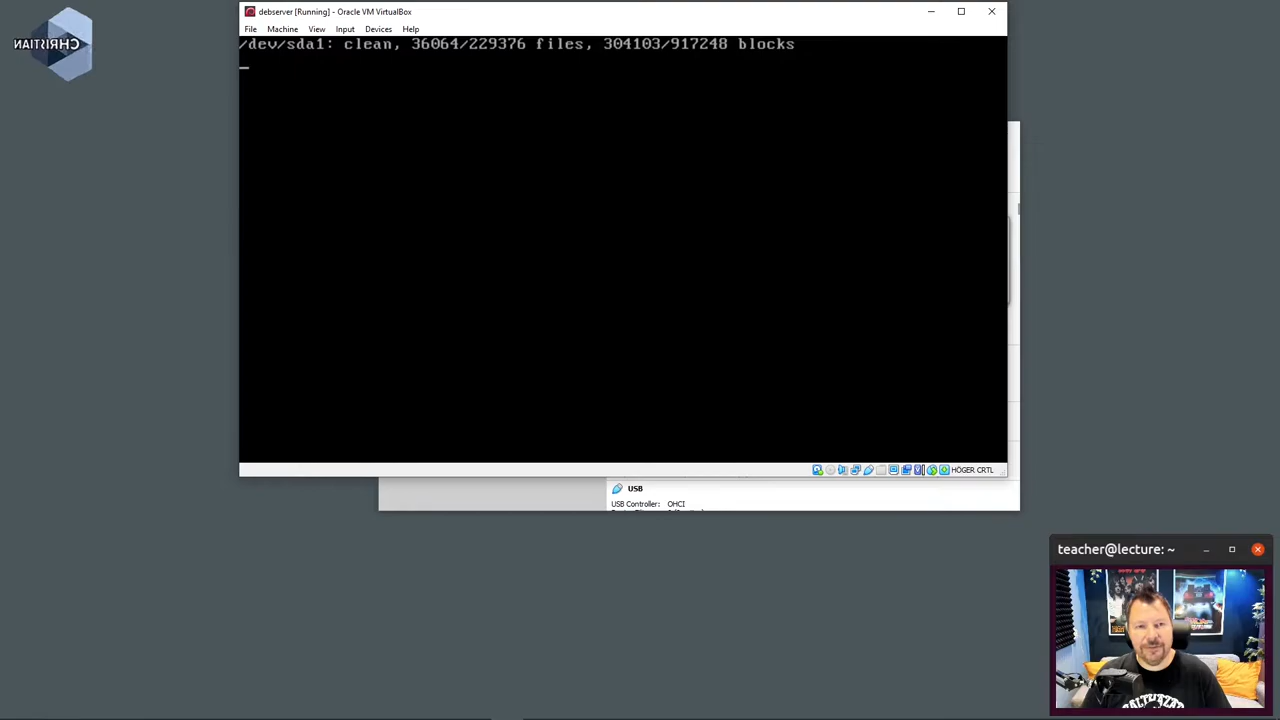 CHRISTIAN
debserver [Running] - Oracle VM VirtualBox
File Machine View Input Devices Help
/dev/sda1: clean, 36064/229376 files, 304103/917248 blocks
HÖGER CRTL
USB
USB Controller: OHCI
teacher@lecture: ~